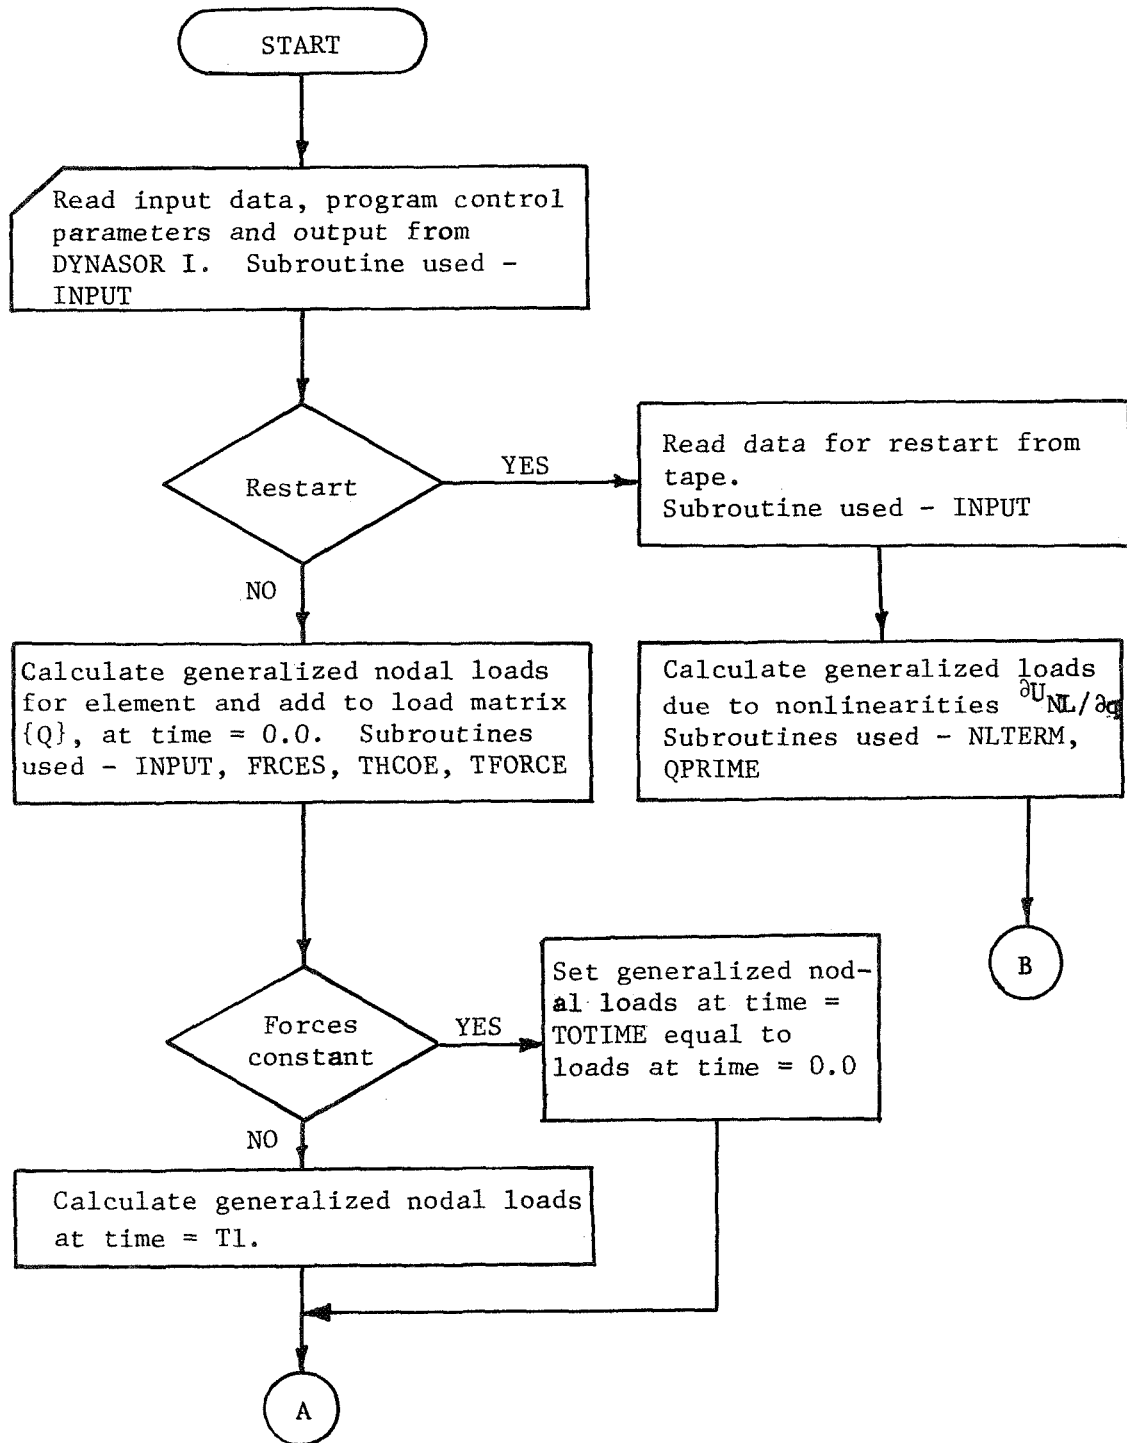 START
Read input data, program control
parameters and output from
DYNASOR I. Subroutine used -
INPUT
Restart
YES
NO
Read data for restart from
tape.
Subroutine used - INPUT
Calculate generalized nodal loads
for element and add to load matrix
{Q}, at time = 0.0. Subroutines
used - INPUT, FRCES, THCOE, TFORCE
Calculate generalized loads
due to nonlinearities ∂U_NL/∂q
Subroutines used - NLTERM,
QPRIME
B
Forces
constant
YES
NO
Set generalized nod-
al loads at time =
TOTIME equal to
loads at time = 0.0
Calculate generalized nodal loads
at time = T1.
A